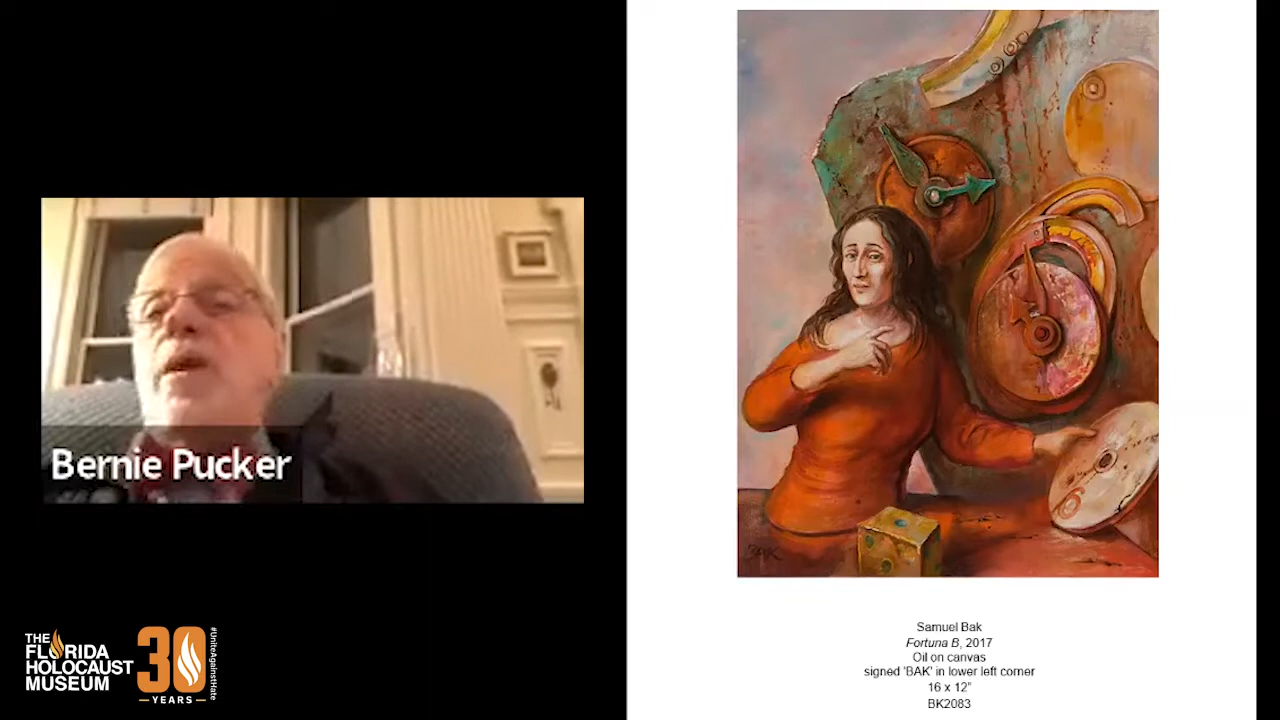 Bernie Pucker
THE
FLORIDA
HOLOCAUST
MUSEUM
30
YEARS
#UniteAgainstHate
BAK
Samuel Bak
Fortuna B, 2017
Oil on canvas
signed 'BAK' in lower left corner
16 x 12"
BK2083